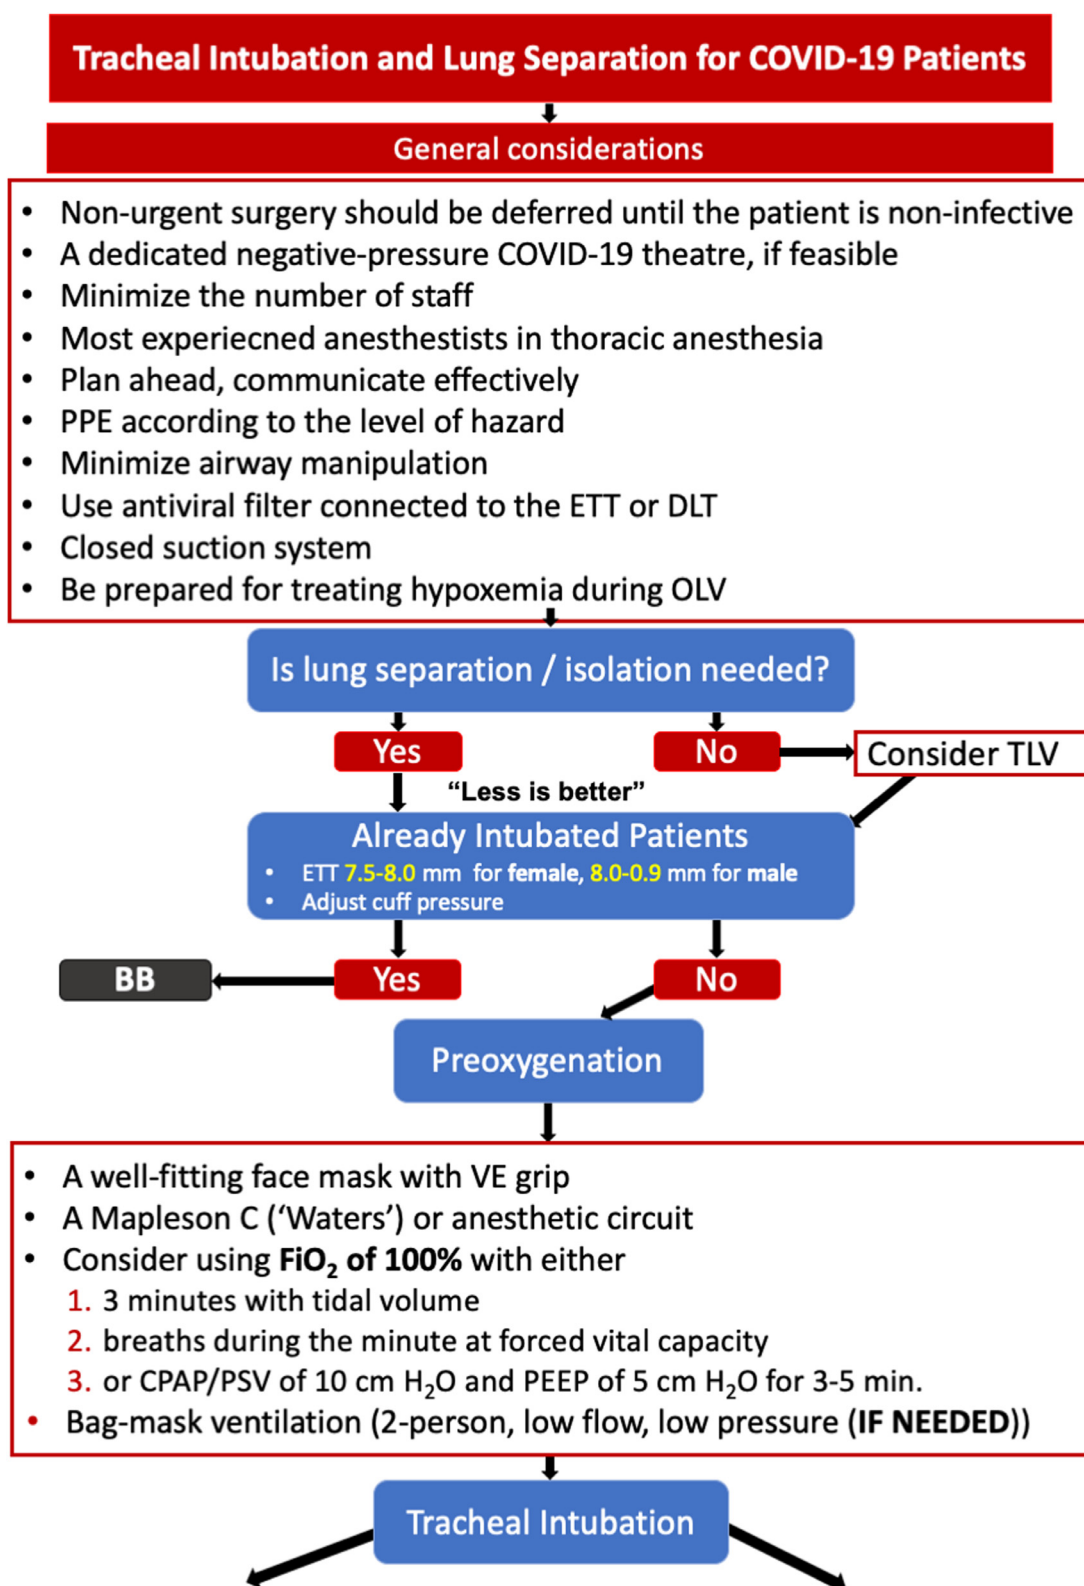 Tracheal Intubation and Lung Separation for COVID-19 Patients
General considerations
• Non-urgent surgery should be deferred until the patient is non-infective
• A dedicated negative-pressure COVID-19 theatre, if feasible
• Minimize the number of staff
• Most experiecned anesthestists in thoracic anesthesia
• Plan ahead, communicate effectively
• PPE according to the level of hazard
• Minimize airway manipulation
• Use antiviral filter connected to the ETT or DLT
• Closed suction system
• Be prepared for treating hypoxemia during OLV
Is lung separation / isolation needed?
Yes
No
Consider TLV
“Less is better”
Already Intubated Patients
• ETT 7.5-8.0 mm for female, 8.0-0.9 mm for male
• Adjust cuff pressure
BB
Yes
No
Preoxygenation
• A well-fitting face mask with VE grip
• A Mapleson C (‘Waters’) or anesthetic circuit
• Consider using FiO₂ of 100% with either
1. 3 minutes with tidal volume
2. breaths during the minute at forced vital capacity
3. or CPAP/PSV of 10 cm H₂O and PEEP of 5 cm H₂O for 3-5 min.
• Bag-mask ventilation (2-person, low flow, low pressure (IF NEEDED))
Tracheal Intubation